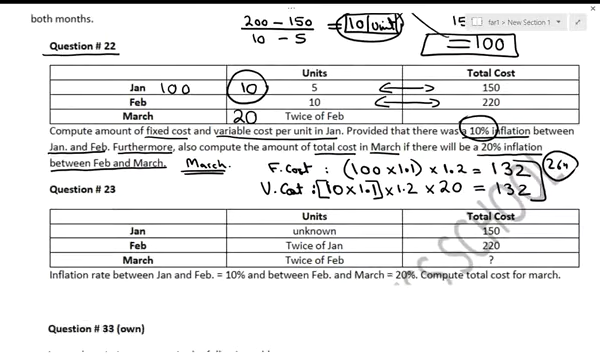 both months.
200 - 150
10 - 5
= 10/unit
15
far1 > New Section 1
= 100
Question # 22
Units Total Cost
Jan 100 10 5 150
Feb 10 220
March 20 Twice of Feb
Compute amount of fixed cost and variable cost per unit in Jan. Provided that there was a 10% inflation between
Jan. and Feb. Furthermore, also compute the amount of total cost in March if there will be a 20% inflation
between Feb and March. March.
F. Cost : (100 x 1.1) x 1.2 = 132
264
V. Cost : [10 x 1.1] x 1.2 x 20 = 132
Question # 23
Units Total Cost
Jan unknown 150
Feb Twice of Jan 220
March Twice of Feb ?
Inflation rate between Jan and Feb. = 10% and between Feb. and March = 20%. Compute total cost for march.
Question # 33 (own)